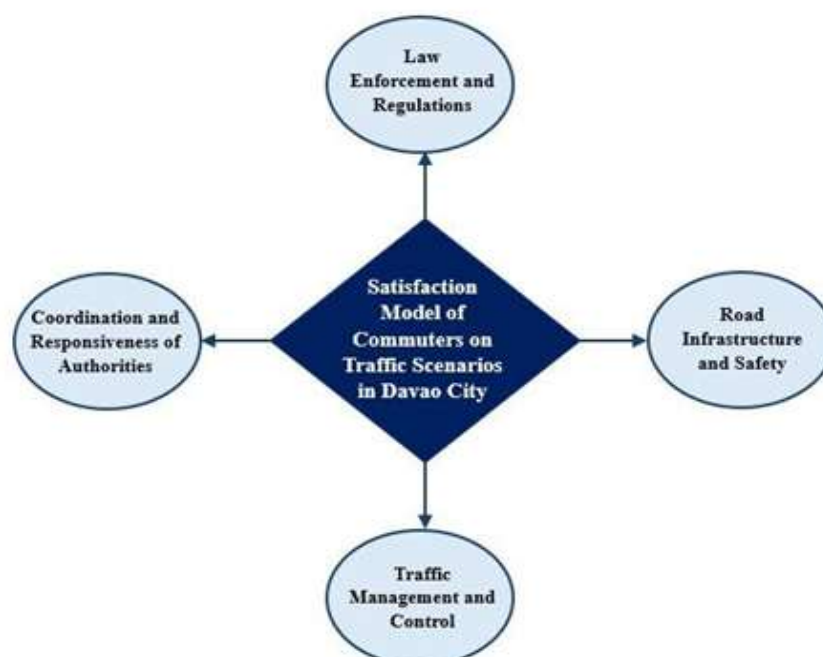 Law
Enforcement and
Regulations
Coordination and
Responsiveness of
Authorities
Satisfaction
Model of
Commuters on
Traffic Scenarios
in Davao City
Road
Infrastructure
and Safety
Traffic
Management and
Control